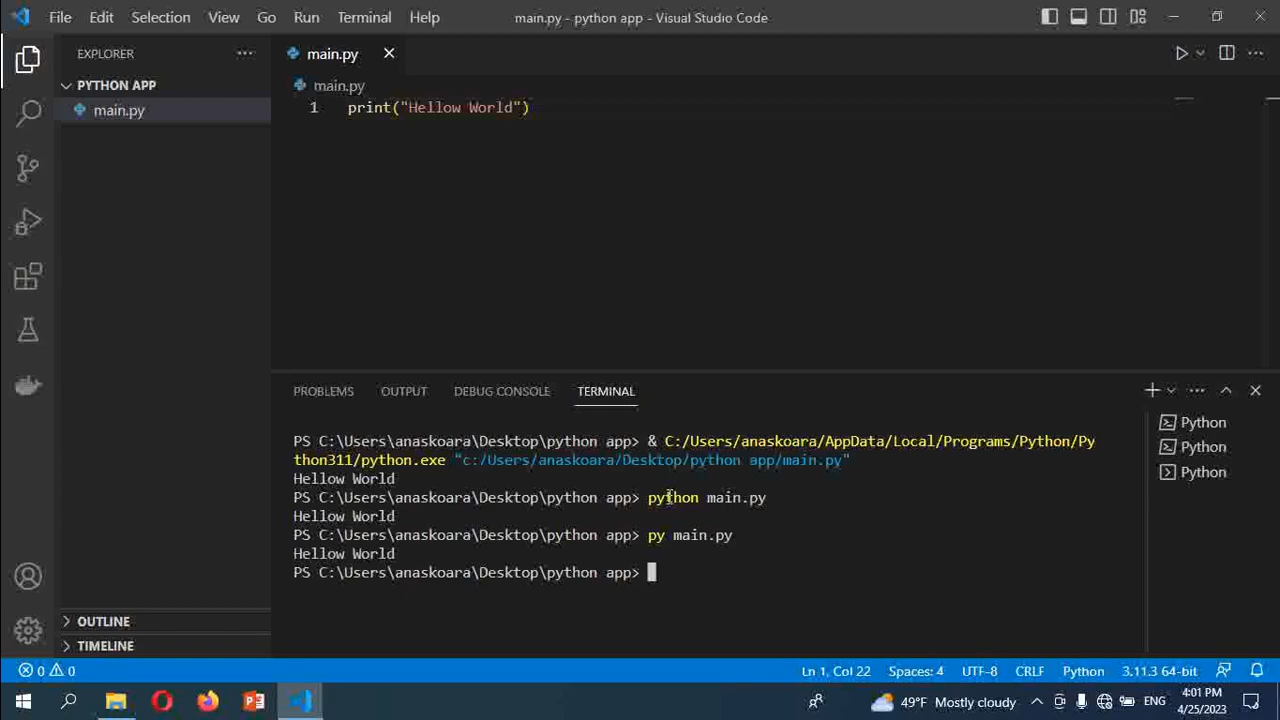 File Edit Selection View Go Run Terminal Help main.py - python app - Visual Studio Code
EXPLORER
PYTHON APP
main.py
OUTLINE
TIMELINE
main.py
main.py
1 print("Hellow World")
PROBLEMS OUTPUT DEBUG CONSOLE TERMINAL
PS C:\Users\anaskoara\Desktop\python app> & C:/Users/anaskoara/AppData/Local/Programs/Python/Py
thon311/python.exe "c:/Users/anaskoara/Desktop/python app/main.py"
Hellow World
PS C:\Users\anaskoara\Desktop\python app> python main.py
Hellow World
PS C:\Users\anaskoara\Desktop\python app> py main.py
Hellow World
PS C:\Users\anaskoara\Desktop\python app>
Python
Python
Python
0 0 Ln 1, Col 22 Spaces: 4 UTF-8 CRLF Python 3.11.3 64-bit
49°F Mostly cloudy ENG 4:01 PM
4/25/2023